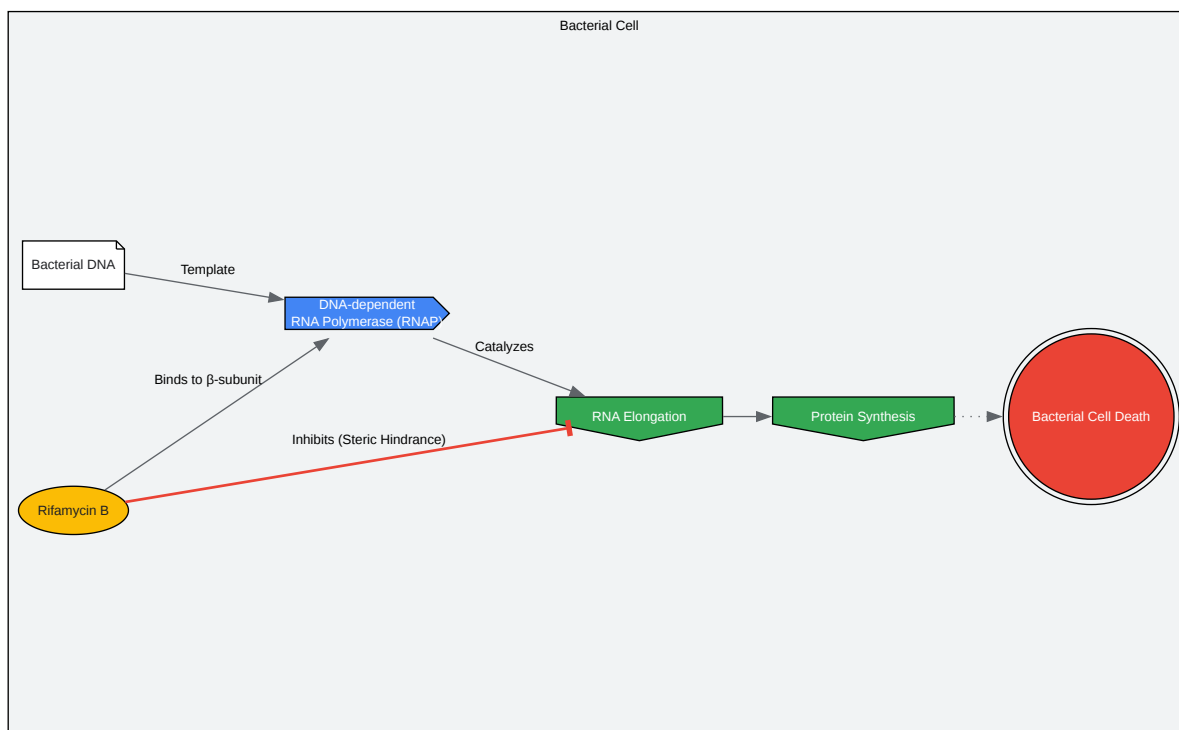 Bacterial Cell
Bacterial DNA
Template
DNA-dependent
RNA Polymerase (RNAP)
Catalyzes
Binds to β-subunit
RNA Elongation
Protein Synthesis
Bacterial Cell Death
Inhibits (Steric Hindrance)
Rifamycin B